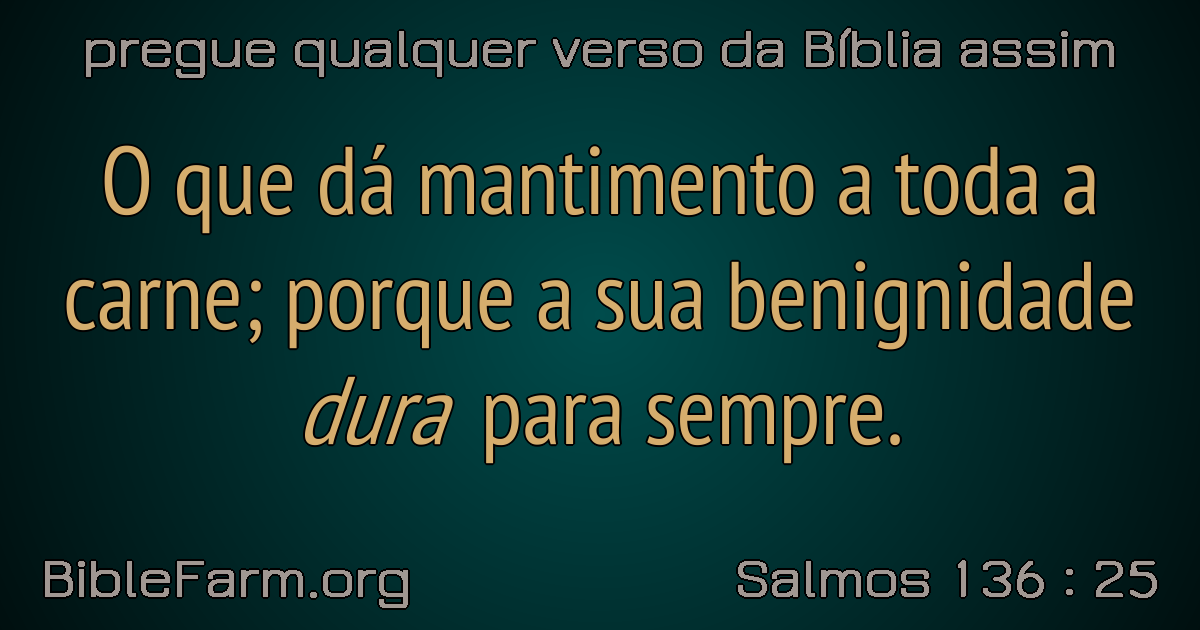 pregue qualquer verso da Bíblia assim
O que dá mantimento a toda a
carne; porque a sua benignidade
dura para sempre.
BibleFarm.org
Salmos 136 : 25